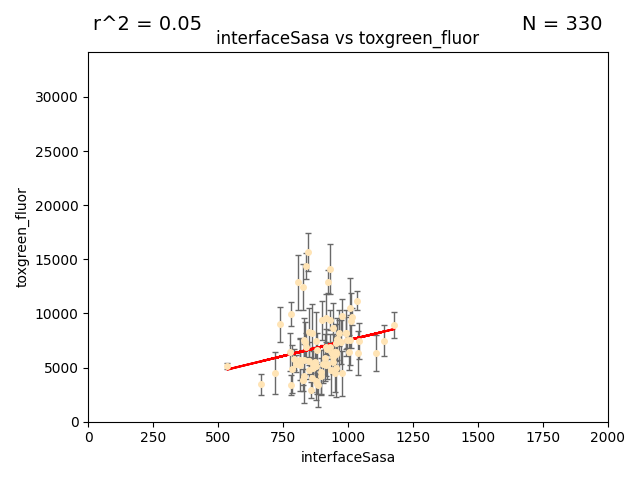 r^2 = 0.05
N = 330
interfaceSasa vs toxgreen_fluor
30000
25000
20000
15000
10000
5000
0
toxgreen_fluor
0 250 500 750 1000 1250 1500 1750 2000
interfaceSasa